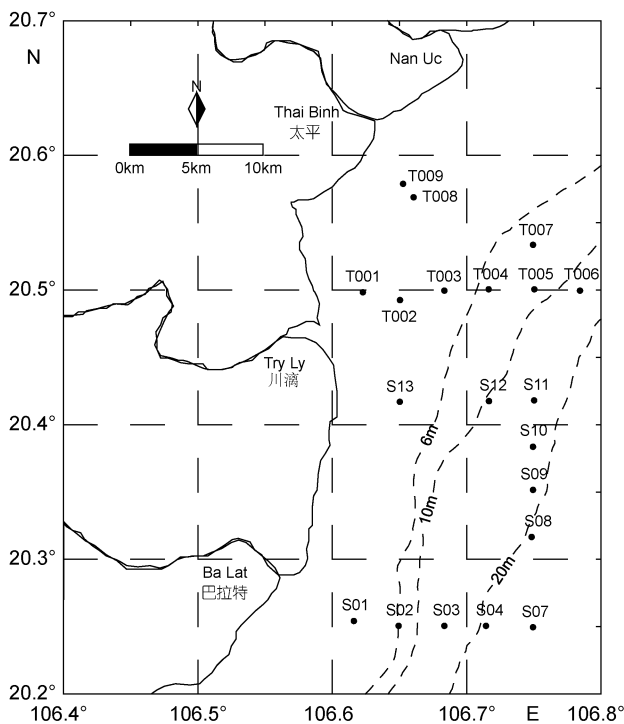 20.7°
N
Nan Uc
N
Thai Binh
太平
20.6°
0km 5km 10km
T009
T008
T007
T001 T003 T004 T005 T006
20.5°
T002
Try Ly
川漓
S13 S12 S11
20.4°
6m
S10
S09
10m
S08
20.3°
Ba Lat
巴拉特
20m
S01 S02 S03 S04 S07
20.2°
106.4° 106.5° 106.6° 106.7° E 106.8°